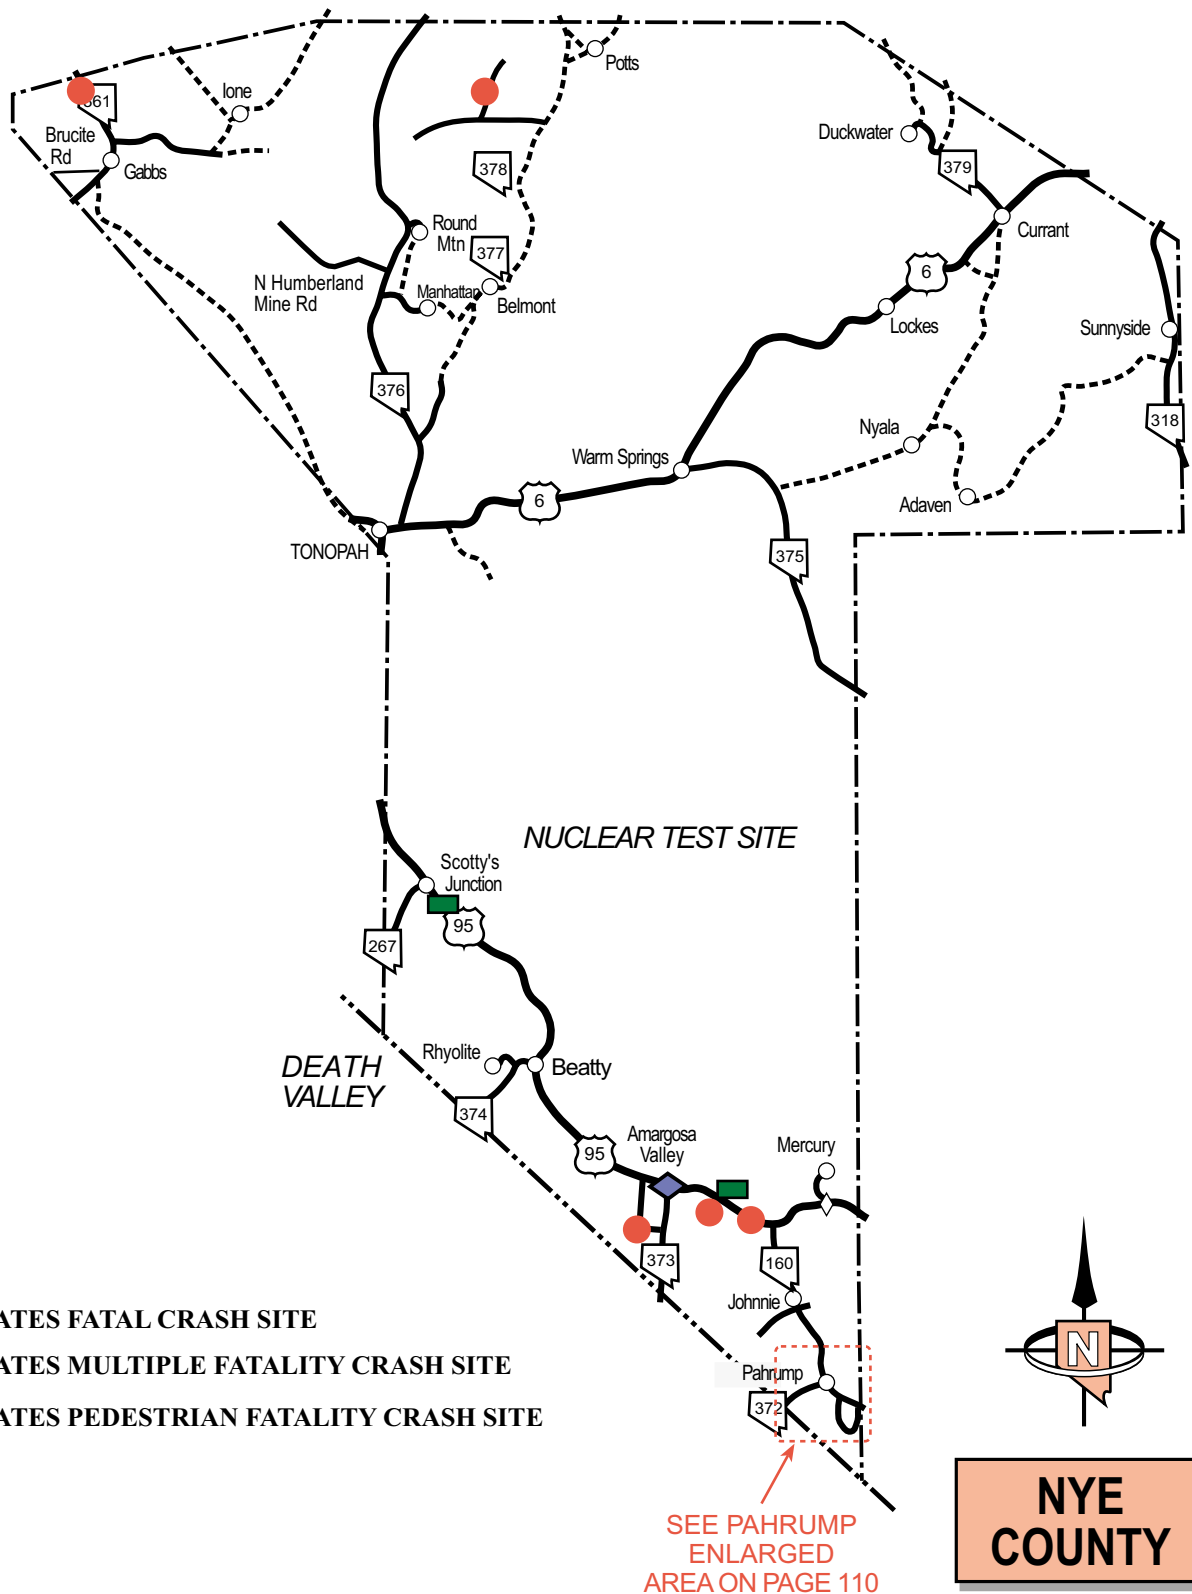 Potts
Ione
361
Brucite
Rd
Gabbs
Duckwater
378
379
Round
Mtn
Currant
377
N Humberland
Mine Rd
Manhattan
Belmont
6
Lockes
Sunnyside
376
318
Nyala
Warm Springs
6
Adaven
TONOPAH
375
NUCLEAR TEST SITE
Scotty's
Junction
95
267
Rhyolite
Beatty
DEATH
VALLEY
374
Amargosa
Valley
Mercury
95
373
160
Johnnie
ATES FATAL CRASH SITE
ATES MULTIPLE FATALITY CRASH SITE
ATES PEDESTRIAN FATALITY CRASH SITE
Pahrump
372
N
SEE PAHRUMP
ENLARGED
AREA ON PAGE 110
NYE
COUNTY